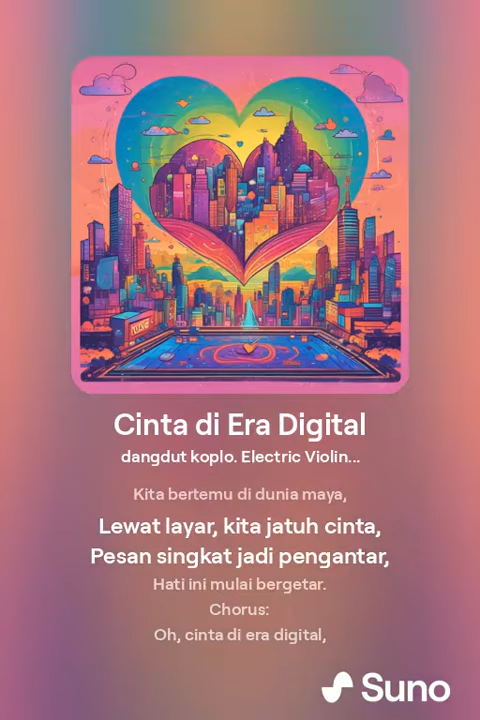 Cinta di Era Digital
dangdut koplo. Electric Violin...
Kita bertemu di dunia maya,
Lewat layar, kita jatuh cinta,
Pesan singkat jadi pengantar,
Hati ini mulai bergetar.
Chorus:
Oh, cinta di era digital,
Suno